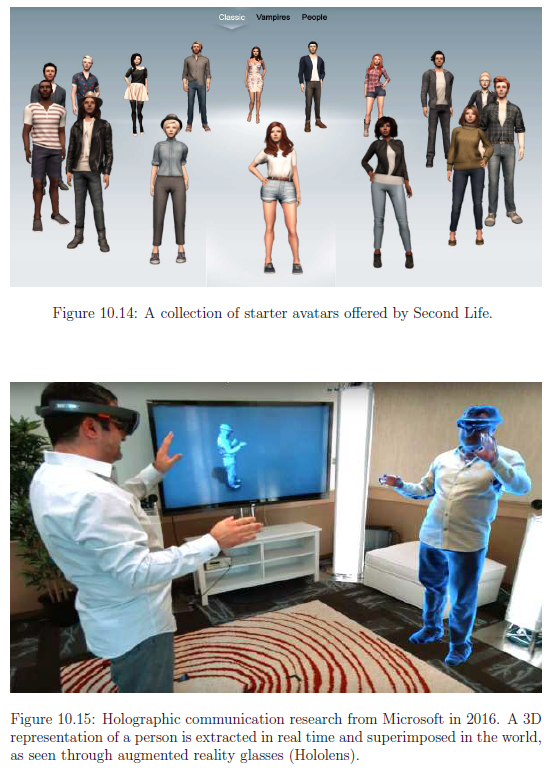 Classic Vampires People
Figure 10.14: A collection of starter avatars offered by Second Life.
Figure 10.15: Holographic communication research from Microsoft in 2016. A 3D
representation of a person is extracted in real time and superimposed in the world,
as seen through augmented reality glasses (Hololens).